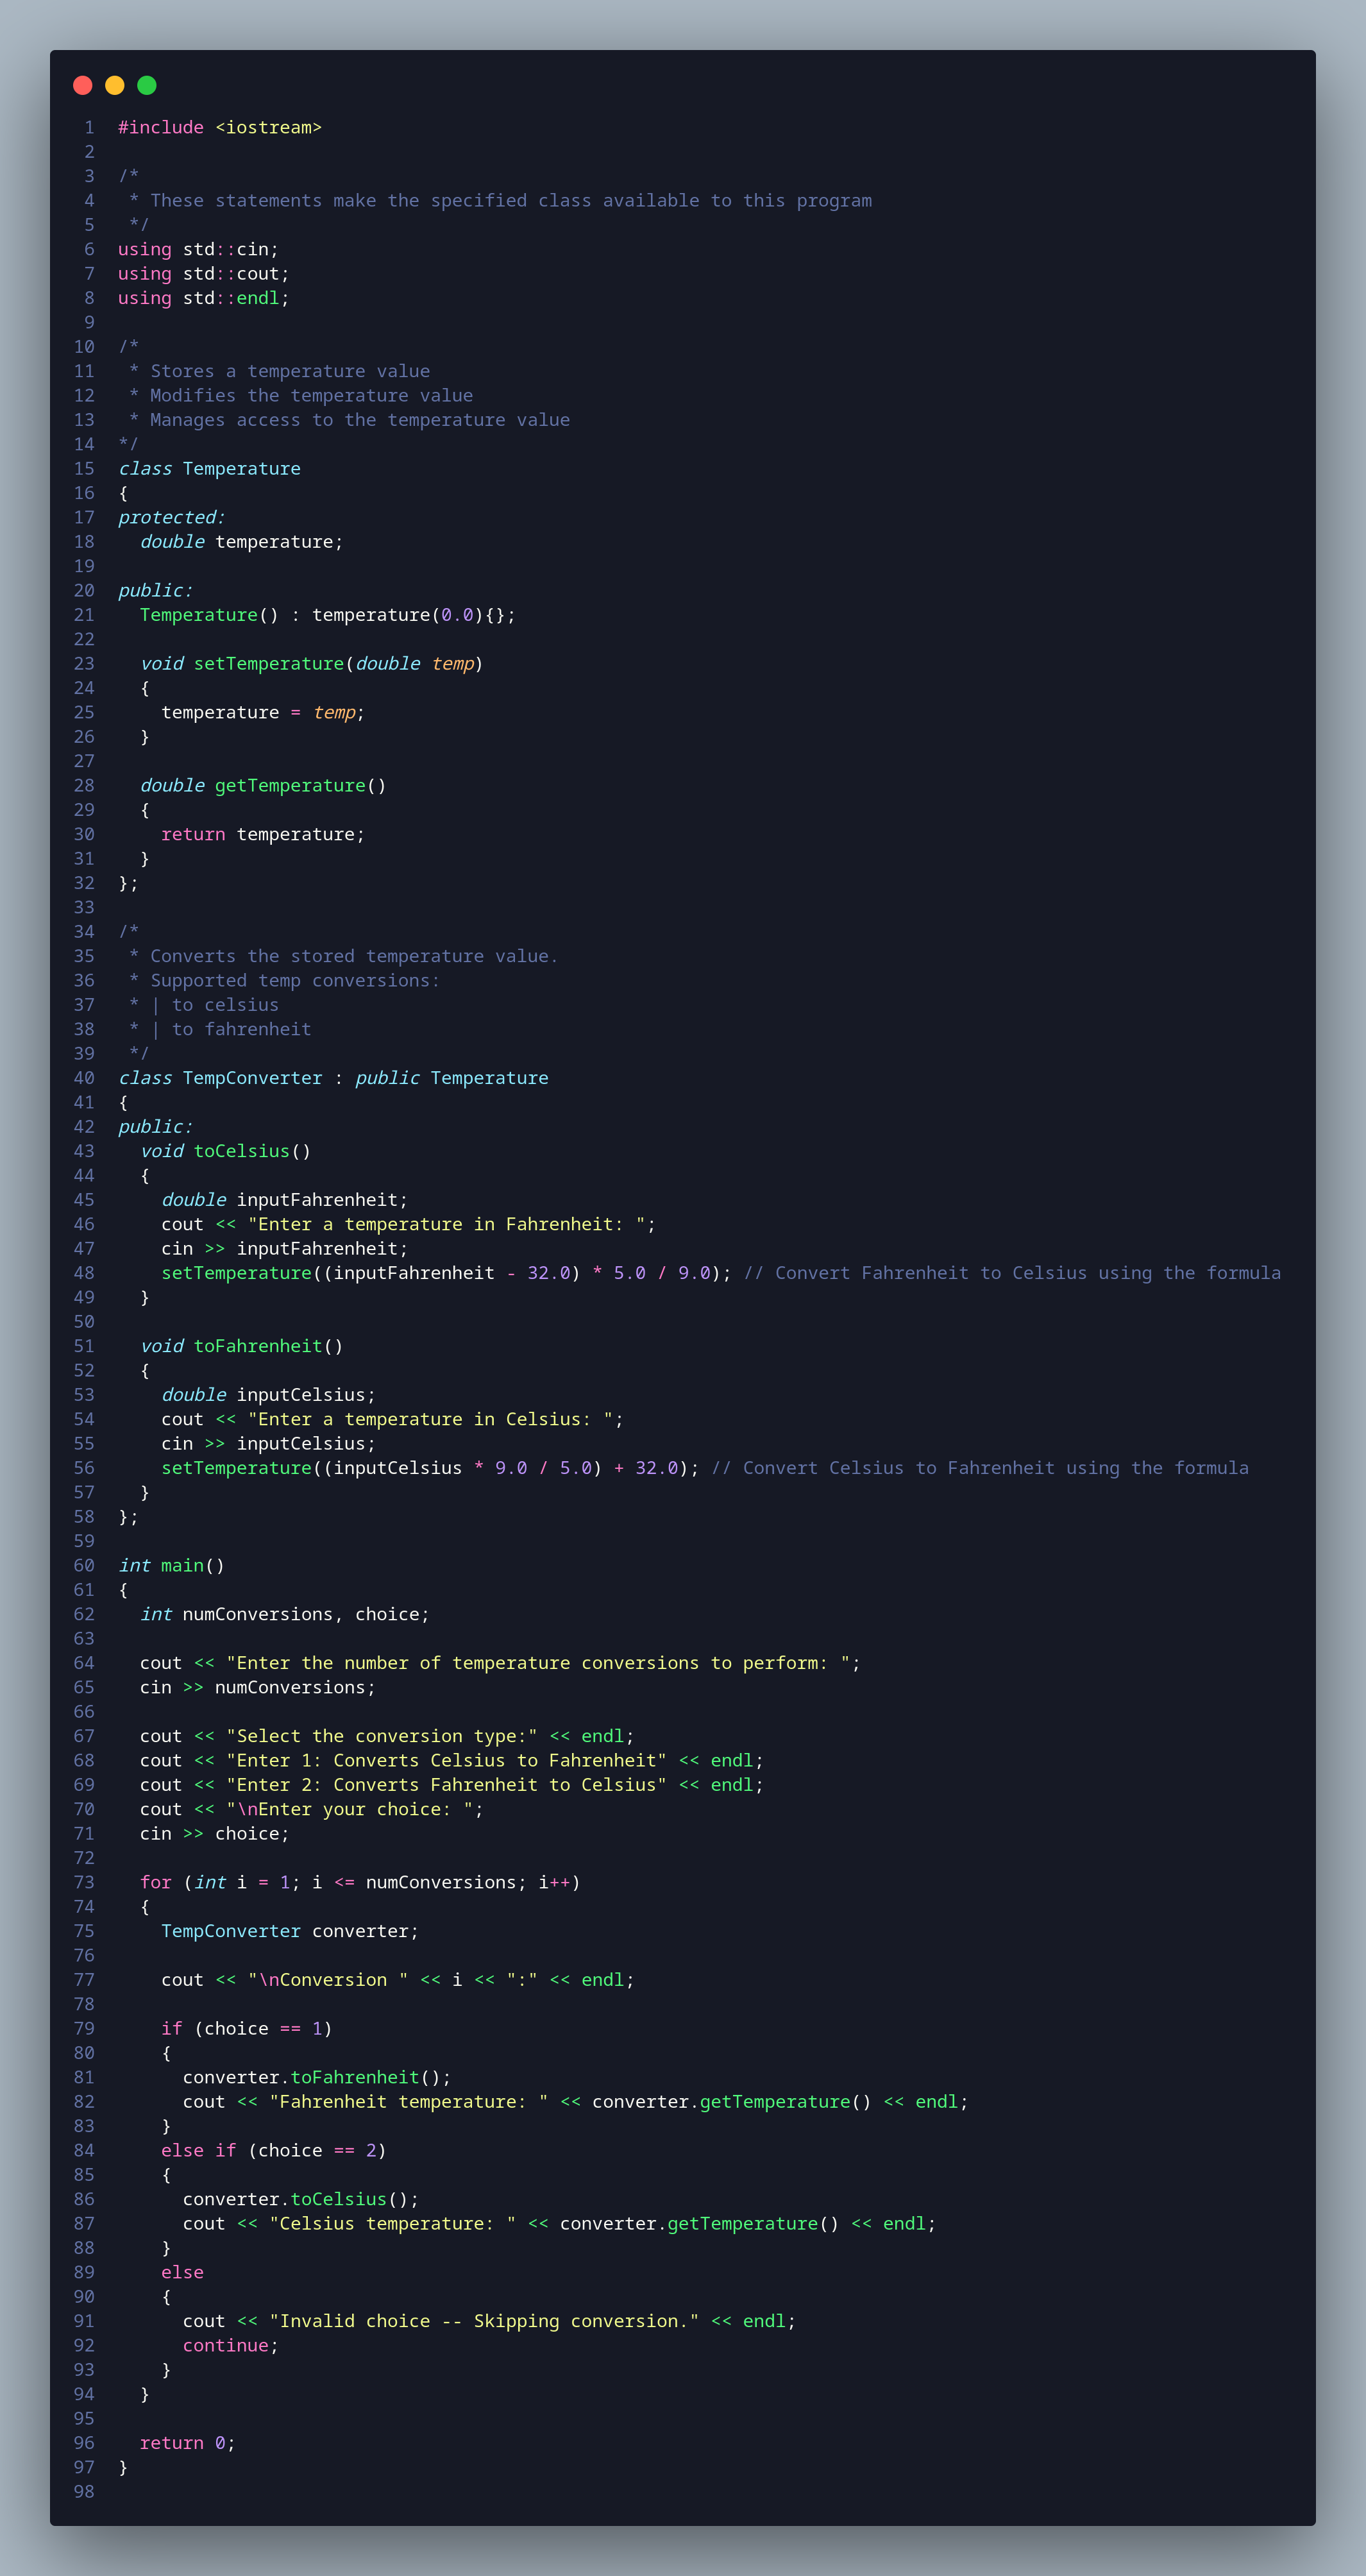 1 #include <iostream>
2
3 /*
4  * These statements make the specified class available to this program
5  */
6 using std::cin;
7 using std::cout;
8 using std::endl;
9
10 /*
11  * Stores a temperature value
12  * Modifies the temperature value
13  * Manages access to the temperature value
14 */
15 class Temperature
16 {
17 protected:
18   double temperature;
19
20 public:
21   Temperature() : temperature(0.0){};
22
23   void setTemperature(double temp)
24   {
25     temperature = temp;
26   }
27
28   double getTemperature()
29   {
30     return temperature;
31   }
32 };
33
34 /*
35  * Converts the stored temperature value.
36  * Supported temp conversions:
37  * | to celsius
38  * | to fahrenheit
39  */
40 class TempConverter : public Temperature
41 {
42 public:
43   void toCelsius()
44   {
45     double inputFahrenheit;
46     cout << "Enter a temperature in Fahrenheit: ";
47     cin >> inputFahrenheit;
48     setTemperature((inputFahrenheit - 32.0) * 5.0 / 9.0); // Convert Fahrenheit to Celsius using the formula
49   }
50
51   void toFahrenheit()
52   {
53     double inputCelsius;
54     cout << "Enter a temperature in Celsius: ";
55     cin >> inputCelsius;
56     setTemperature((inputCelsius * 9.0 / 5.0) + 32.0); // Convert Celsius to Fahrenheit using the formula
57   }
58 };
59
60 int main()
61 {
62   int numConversions, choice;
63
64   cout << "Enter the number of temperature conversions to perform: ";
65   cin >> numConversions;
66
67   cout << "Select the conversion type:" << endl;
68   cout << "Enter 1: Converts Celsius to Fahrenheit" << endl;
69   cout << "Enter 2: Converts Fahrenheit to Celsius" << endl;
70   cout << "\nEnter your choice: ";
71   cin >> choice;
72
73   for (int i = 1; i <= numConversions; i++)
74   {
75     TempConverter converter;
76
77     cout << "\nConversion " << i << ":" << endl;
78
79     if (choice == 1)
80     {
81       converter.toFahrenheit();
82       cout << "Fahrenheit temperature: " << converter.getTemperature() << endl;
83     }
84     else if (choice == 2)
85     {
86       converter.toCelsius();
87       cout << "Celsius temperature: " << converter.getTemperature() << endl;
88     }
89     else
90     {
91       cout << "Invalid choice -- Skipping conversion." << endl;
92       continue;
93     }
94   }
95
96   return 0;
97 }
98